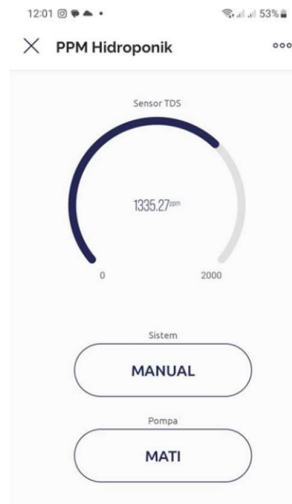 12:01 53%
PPM Hidroponik
Sensor TDS
1335.27ppm
0 2000
Sistem
MANUAL
Pompa
MATI